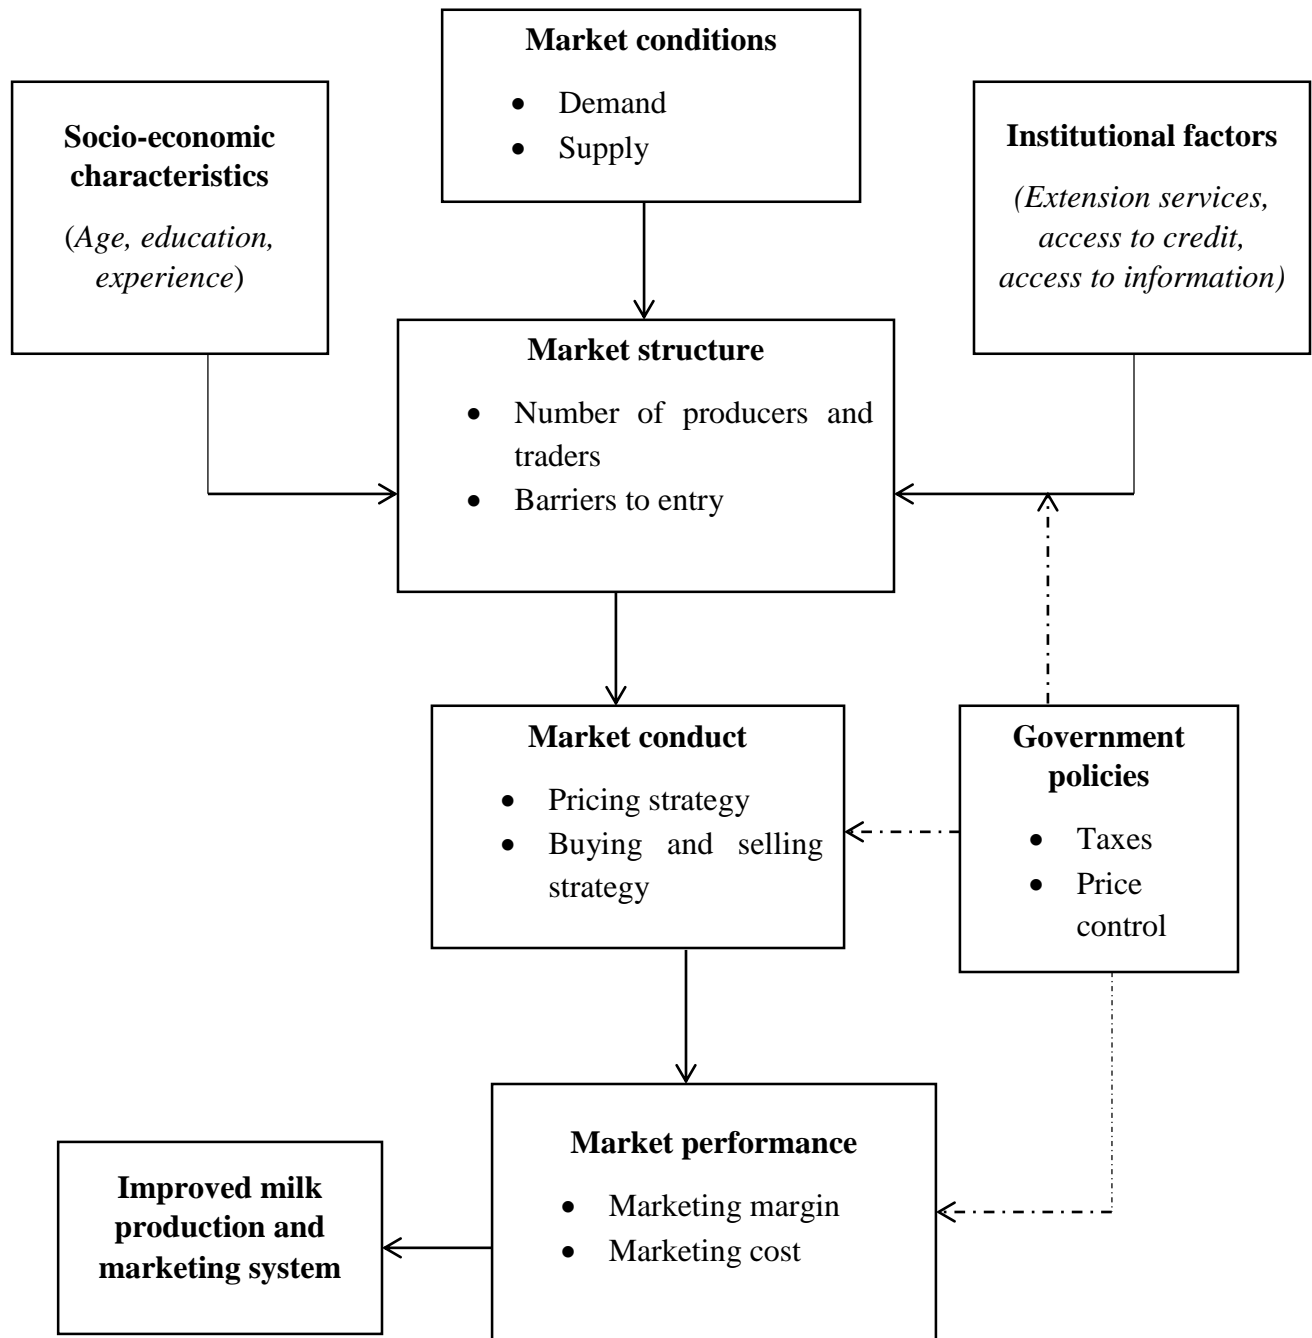 Market conditions
• Demand
• Supply
Socio-economic
characteristics
(Age, education,
experience)
Institutional factors
(Extension services,
access to credit,
access to information)
Market structure
• Number of producers and
traders
• Barriers to entry
Market conduct
• Pricing strategy
• Buying and selling
strategy
Government
policies
• Taxes
• Price
control
Market performance
• Marketing margin
• Marketing cost
Improved milk
production and
marketing system